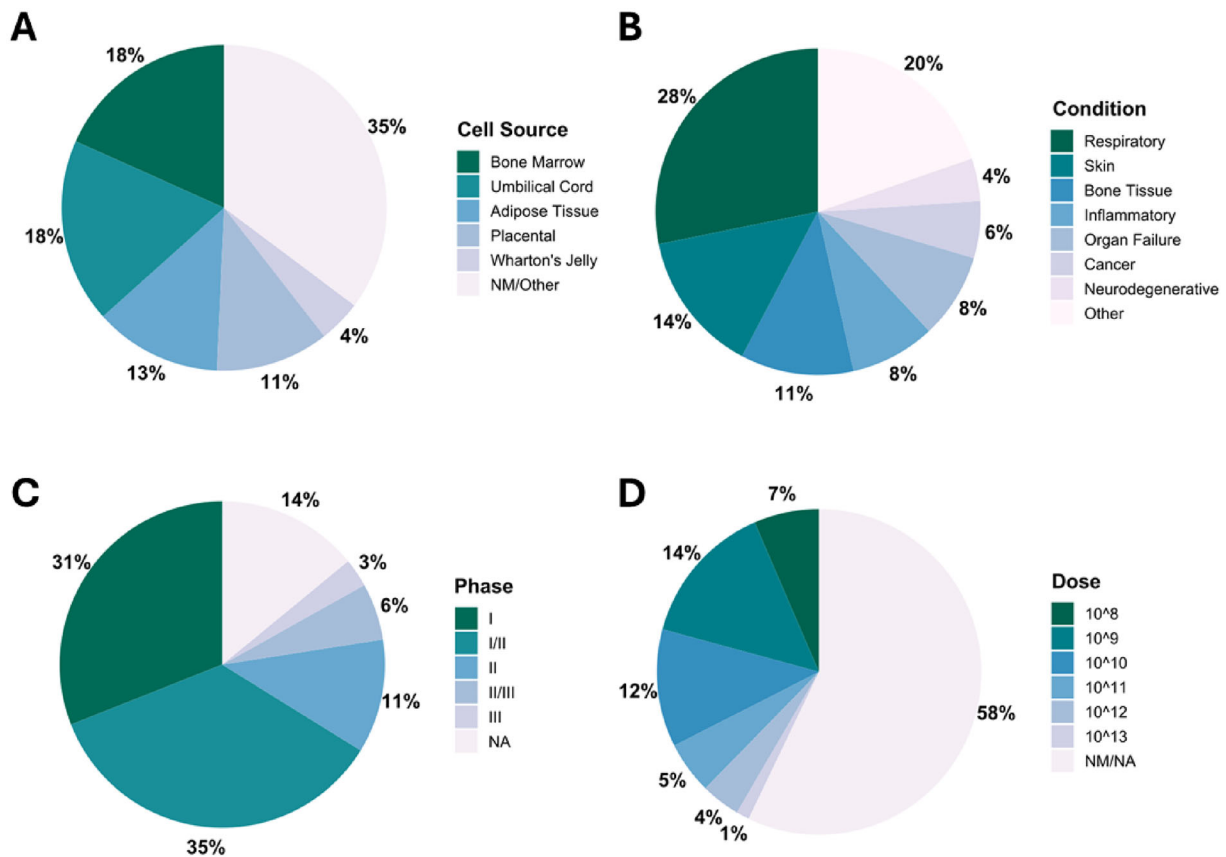 A
18%
35%
18%
13%
11%
4%
Cell Source
Bone Marrow
Umbilical Cord
Adipose Tissue
Placental
Wharton's Jelly
NM/Other
B
20%
28%
4%
6%
14%
8%
11%
8%
Condition
Respiratory
Skin
Bone Tissue
Inflammatory
Organ Failure
Cancer
Neurodegenerative
Other
C
14%
31%
3%
6%
11%
35%
Phase
I
I/II
II
II/III
III
NA
D
7%
14%
12%
58%
5%
4%
1%
Dose
10^8
10^9
10^10
10^11
10^12
10^13
NM/NA